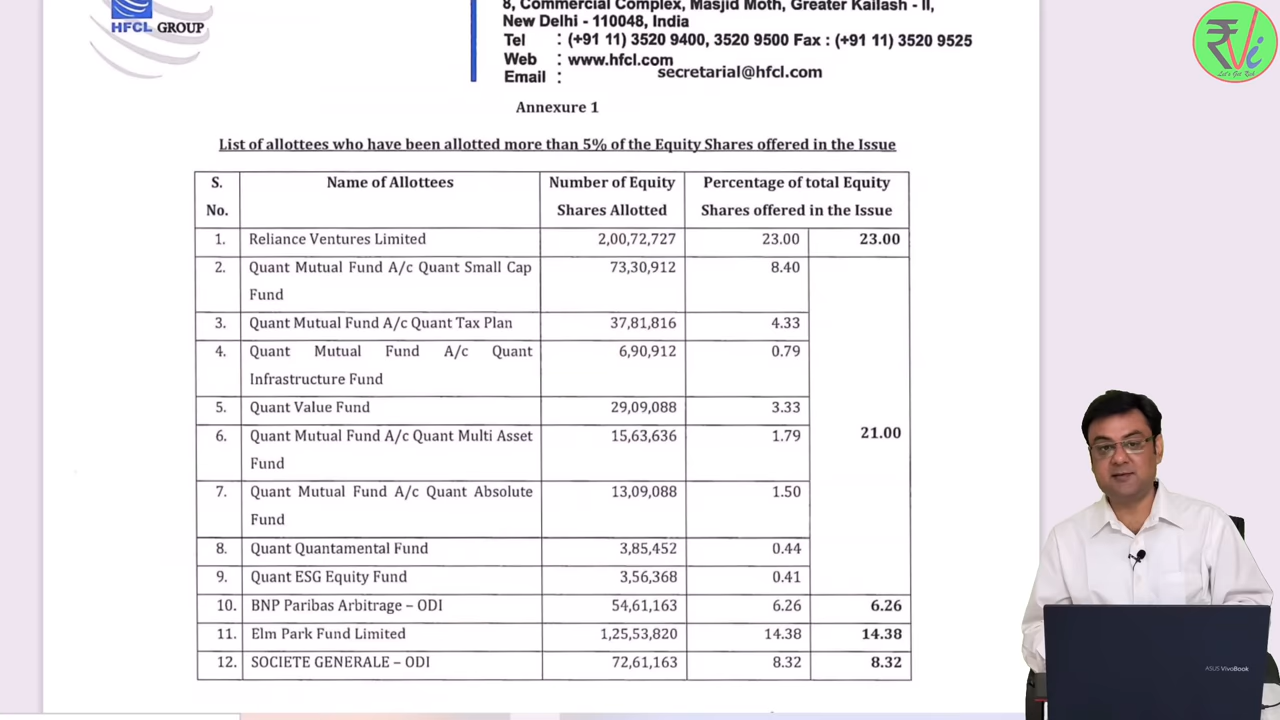 HFCL GROUP
8, Commercial Complex, Masjid Moth, Greater Kailash - II,
New Delhi - 110048, India
Tel : (+91 11) 3520 9400, 3520 9500 Fax : (+91 11) 3520 9525
Web : www.hfcl.com
Email : secretarial@hfcl.com
₹Vi
Let's Get Rich
Annexure 1
List of allottees who have been allotted more than 5% of the Equity Shares offered in the Issue
S. No. Name of Allottees Number of Equity Shares Allotted Percentage of total Equity Shares offered in the Issue
1. Reliance Ventures Limited 2,00,72,727 23.00 23.00
2. Quant Mutual Fund A/c Quant Small Cap Fund 73,30,912 8.40
3. Quant Mutual Fund A/c Quant Tax Plan 37,81,816 4.33
4. Quant Mutual Fund A/c Quant Infrastructure Fund 6,90,912 0.79
5. Quant Value Fund 29,09,088 3.33
6. Quant Mutual Fund A/c Quant Multi Asset Fund 15,63,636 1.79
21.00
7. Quant Mutual Fund A/c Quant Absolute Fund 13,09,088 1.50
8. Quant Quantamental Fund 3,85,452 0.44
9. Quant ESG Equity Fund 3,56,368 0.41
10. BNP Paribas Arbitrage – ODI 54,61,163 6.26 6.26
11. Elm Park Fund Limited 1,25,53,820 14.38 14.38
12. SOCIETE GENERALE – ODI 72,61,163 8.32 8.32
ASUS VivoBook